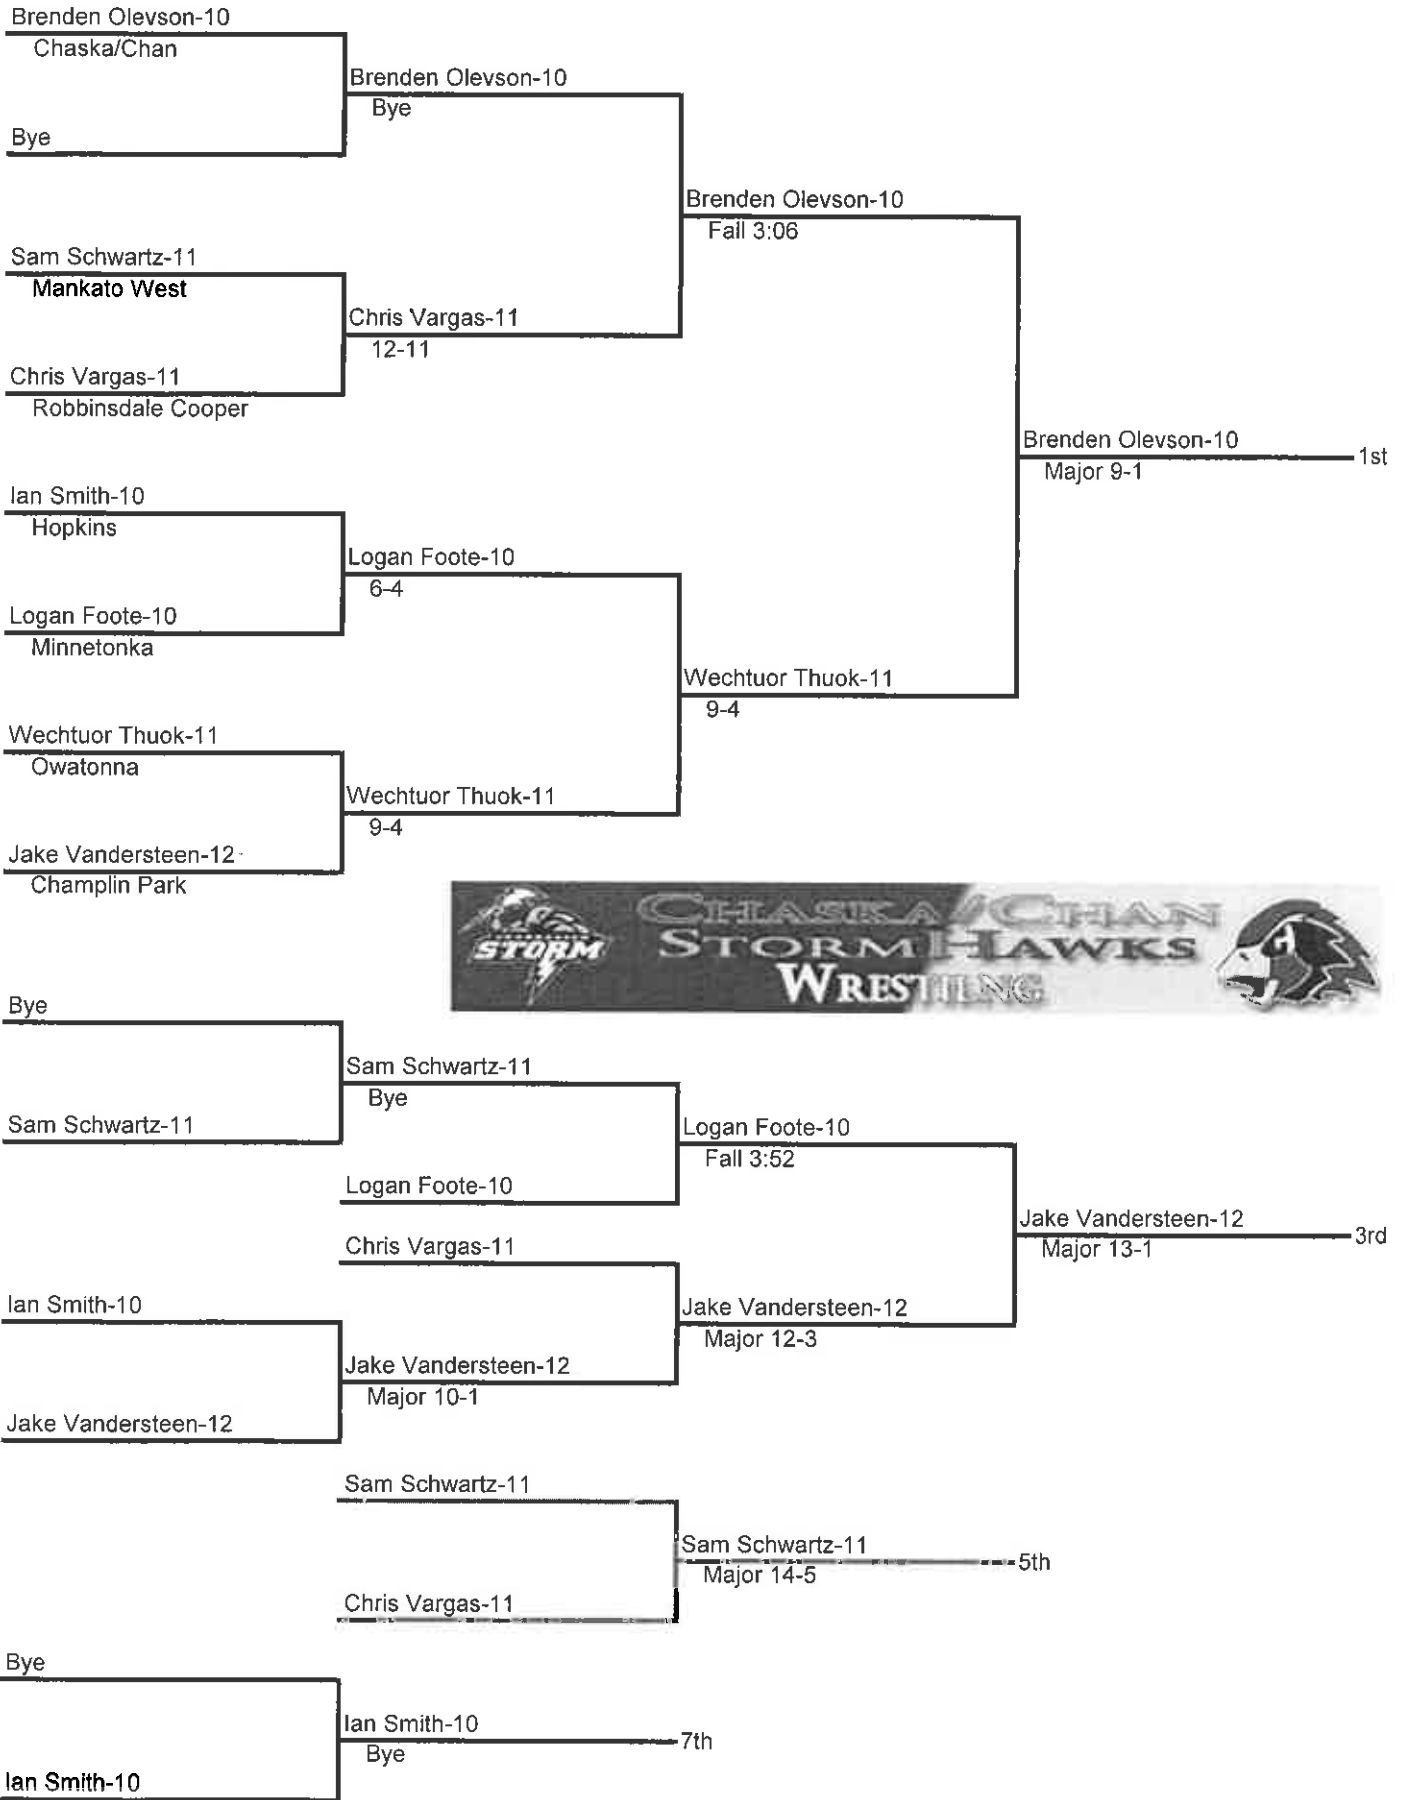 Brenden Olevson-10
Chaska/Chan
Brenden Olevson-10
Bye
Bye
Brenden Olevson-10
Fall 3:06
Sam Schwartz-11
Mankato West
Chris Vargas-11
12-11
Chris Vargas-11
Robbinsdale Cooper
Brenden Olevson-10
1st
Major 9-1
Ian Smith-10
Hopkins
Logan Foote-10
6-4
Logan Foote-10
Minnetonka
Wechtuor Thuok-11
9-4
Wechtuor Thuok-11
Owatonna
Wechtuor Thuok-11
9-4
Jake Vandersteen-12
Champlin Park
STORM
CHASKA/CHAN
STORMHAWKS
WRESTLING
Bye
Sam Schwartz-11
Bye
Sam Schwartz-11
Logan Foote-10
Fall 3:52
Logan Foote-10
Jake Vandersteen-12
3rd
Major 13-1
Chris Vargas-11
Ian Smith-10
Jake Vandersteen-12
Major 12-3
Jake Vandersteen-12
Major 10-1
Jake Vandersteen-12
Sam Schwartz-11
Sam Schwartz-11
5th
Major 14-5
Chris Vargas-11
Bye
Ian Smith-10
7th
Bye
Ian Smith-10